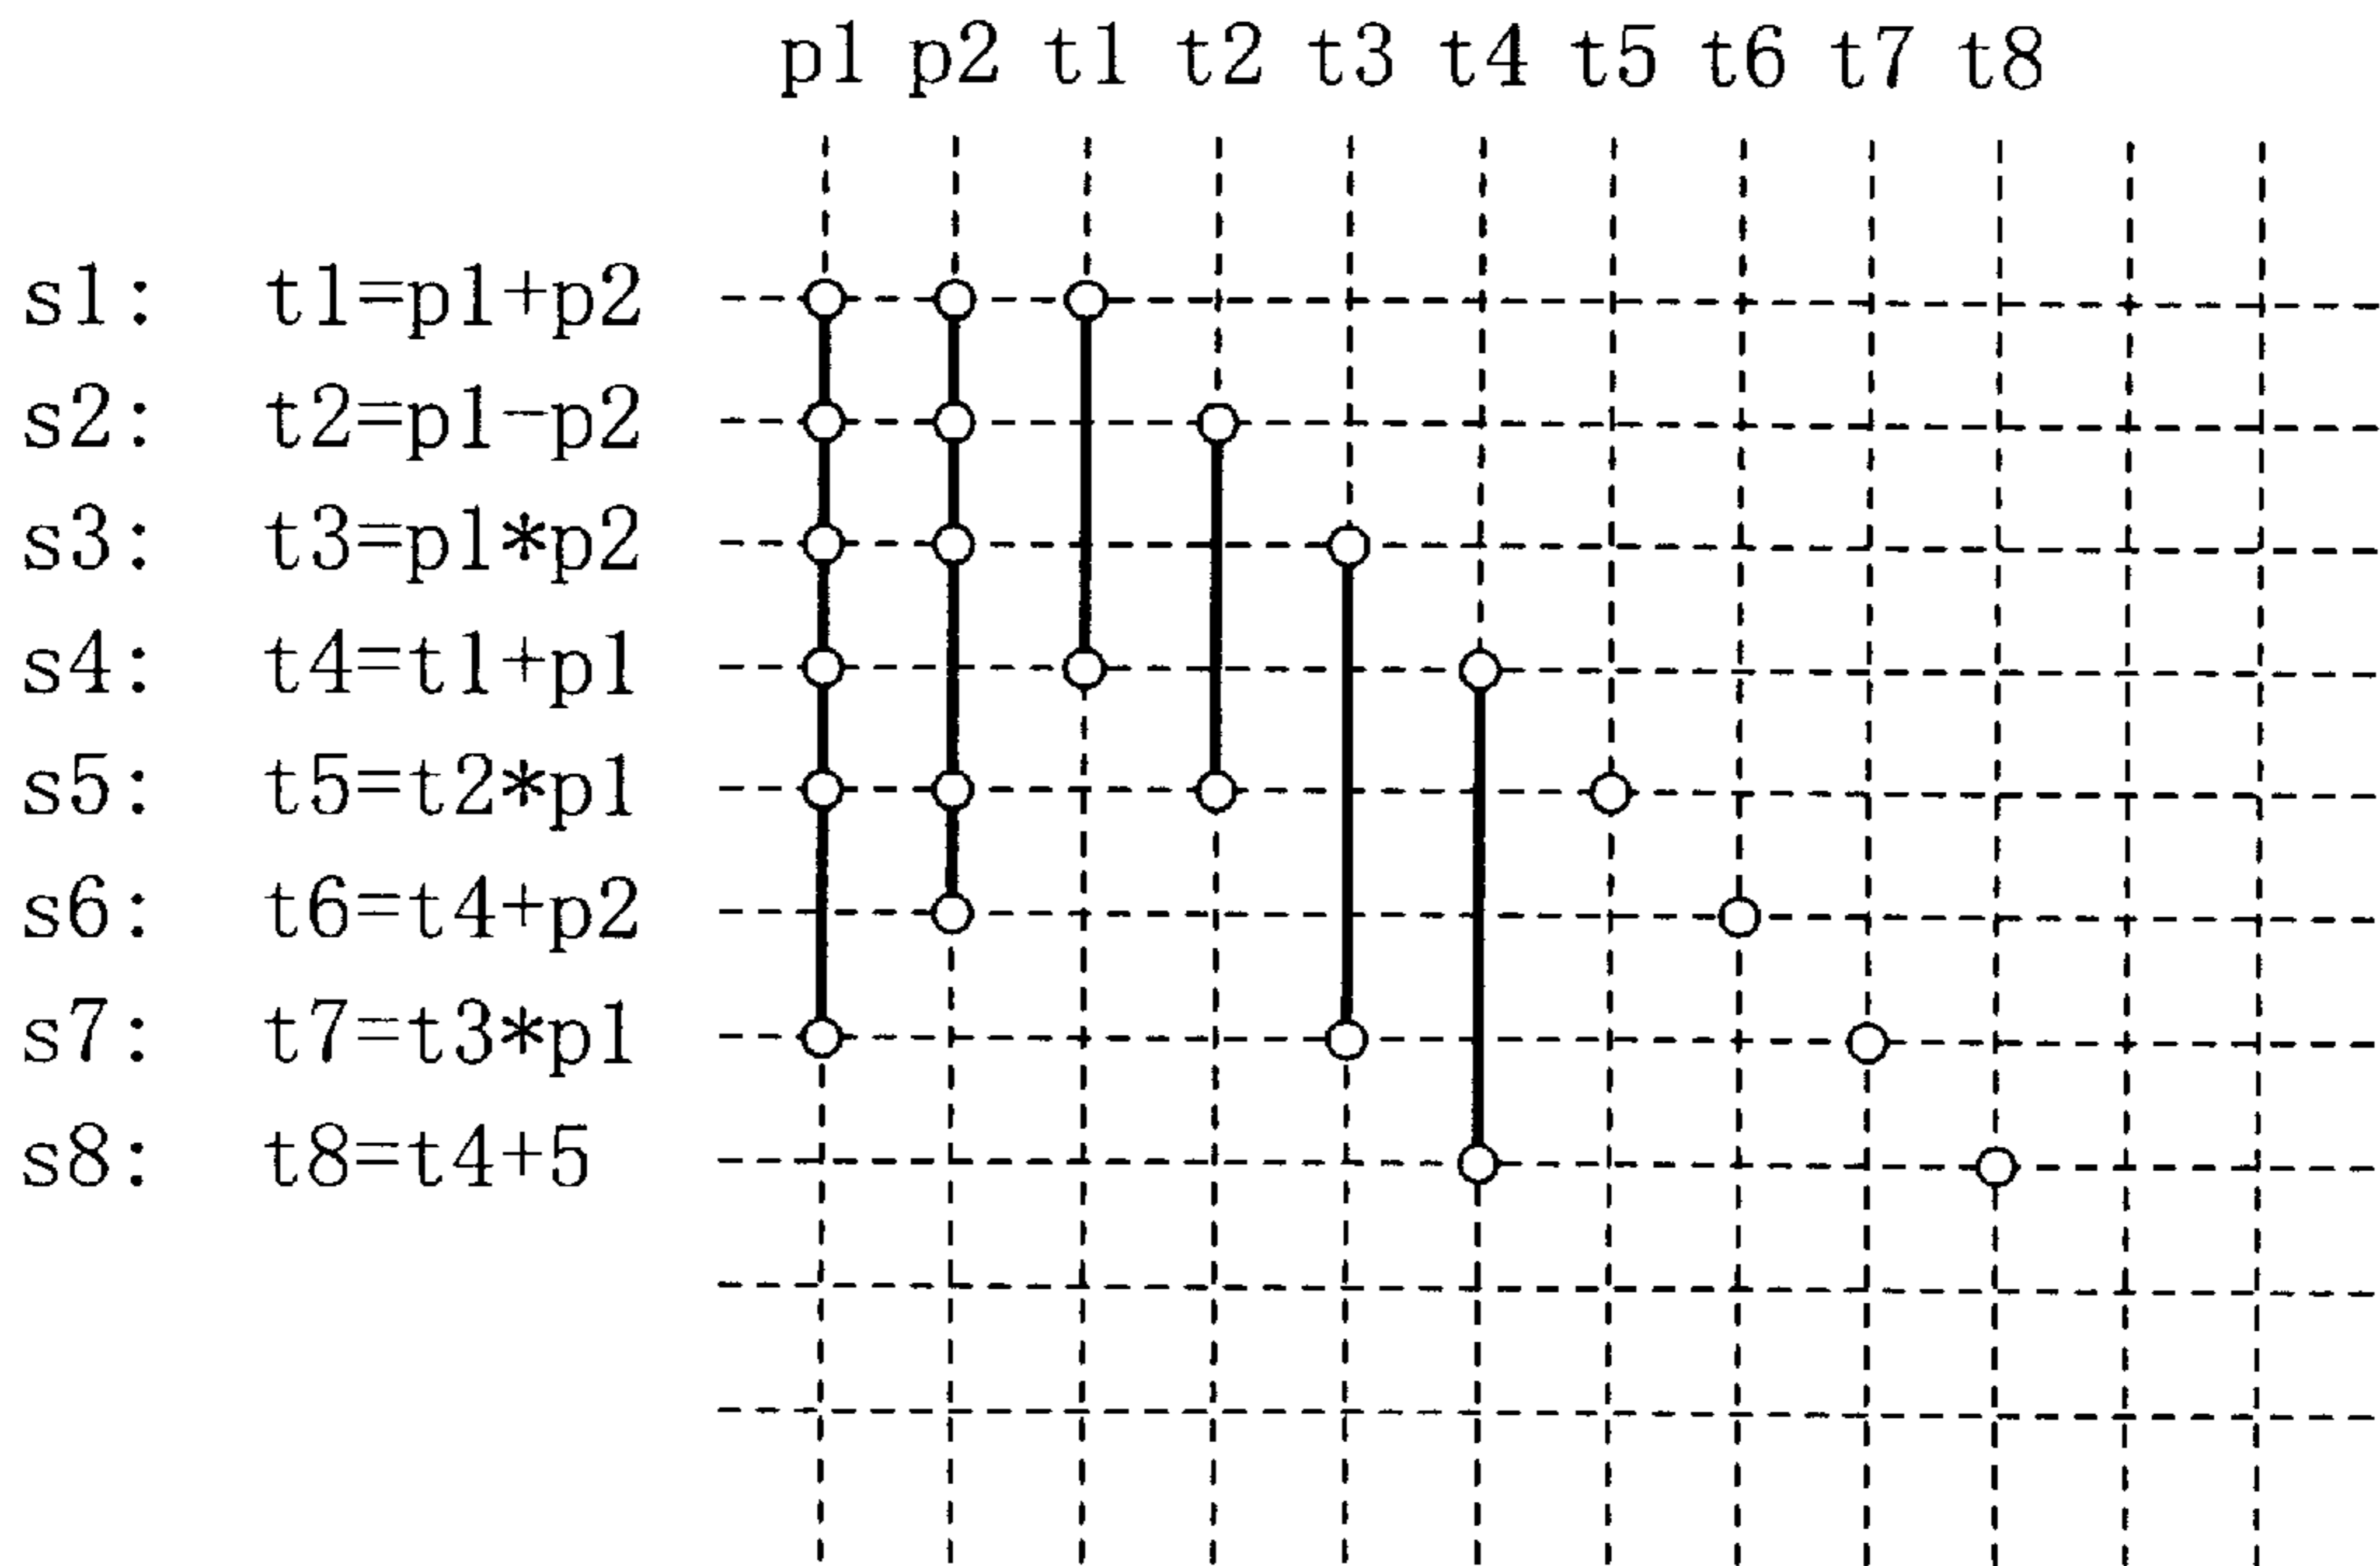 p1 p2 t1 t2 t3 t4 t5 t6 t7 t8
s1: t1=p1+p2
s2: t2=p1-p2
s3: t3=p1*p2
s4: t4=t1+p1
s5: t5=t2*p1
s6: t6=t4+p2
s7: t7=t3*p1
s8: t8=t4+5